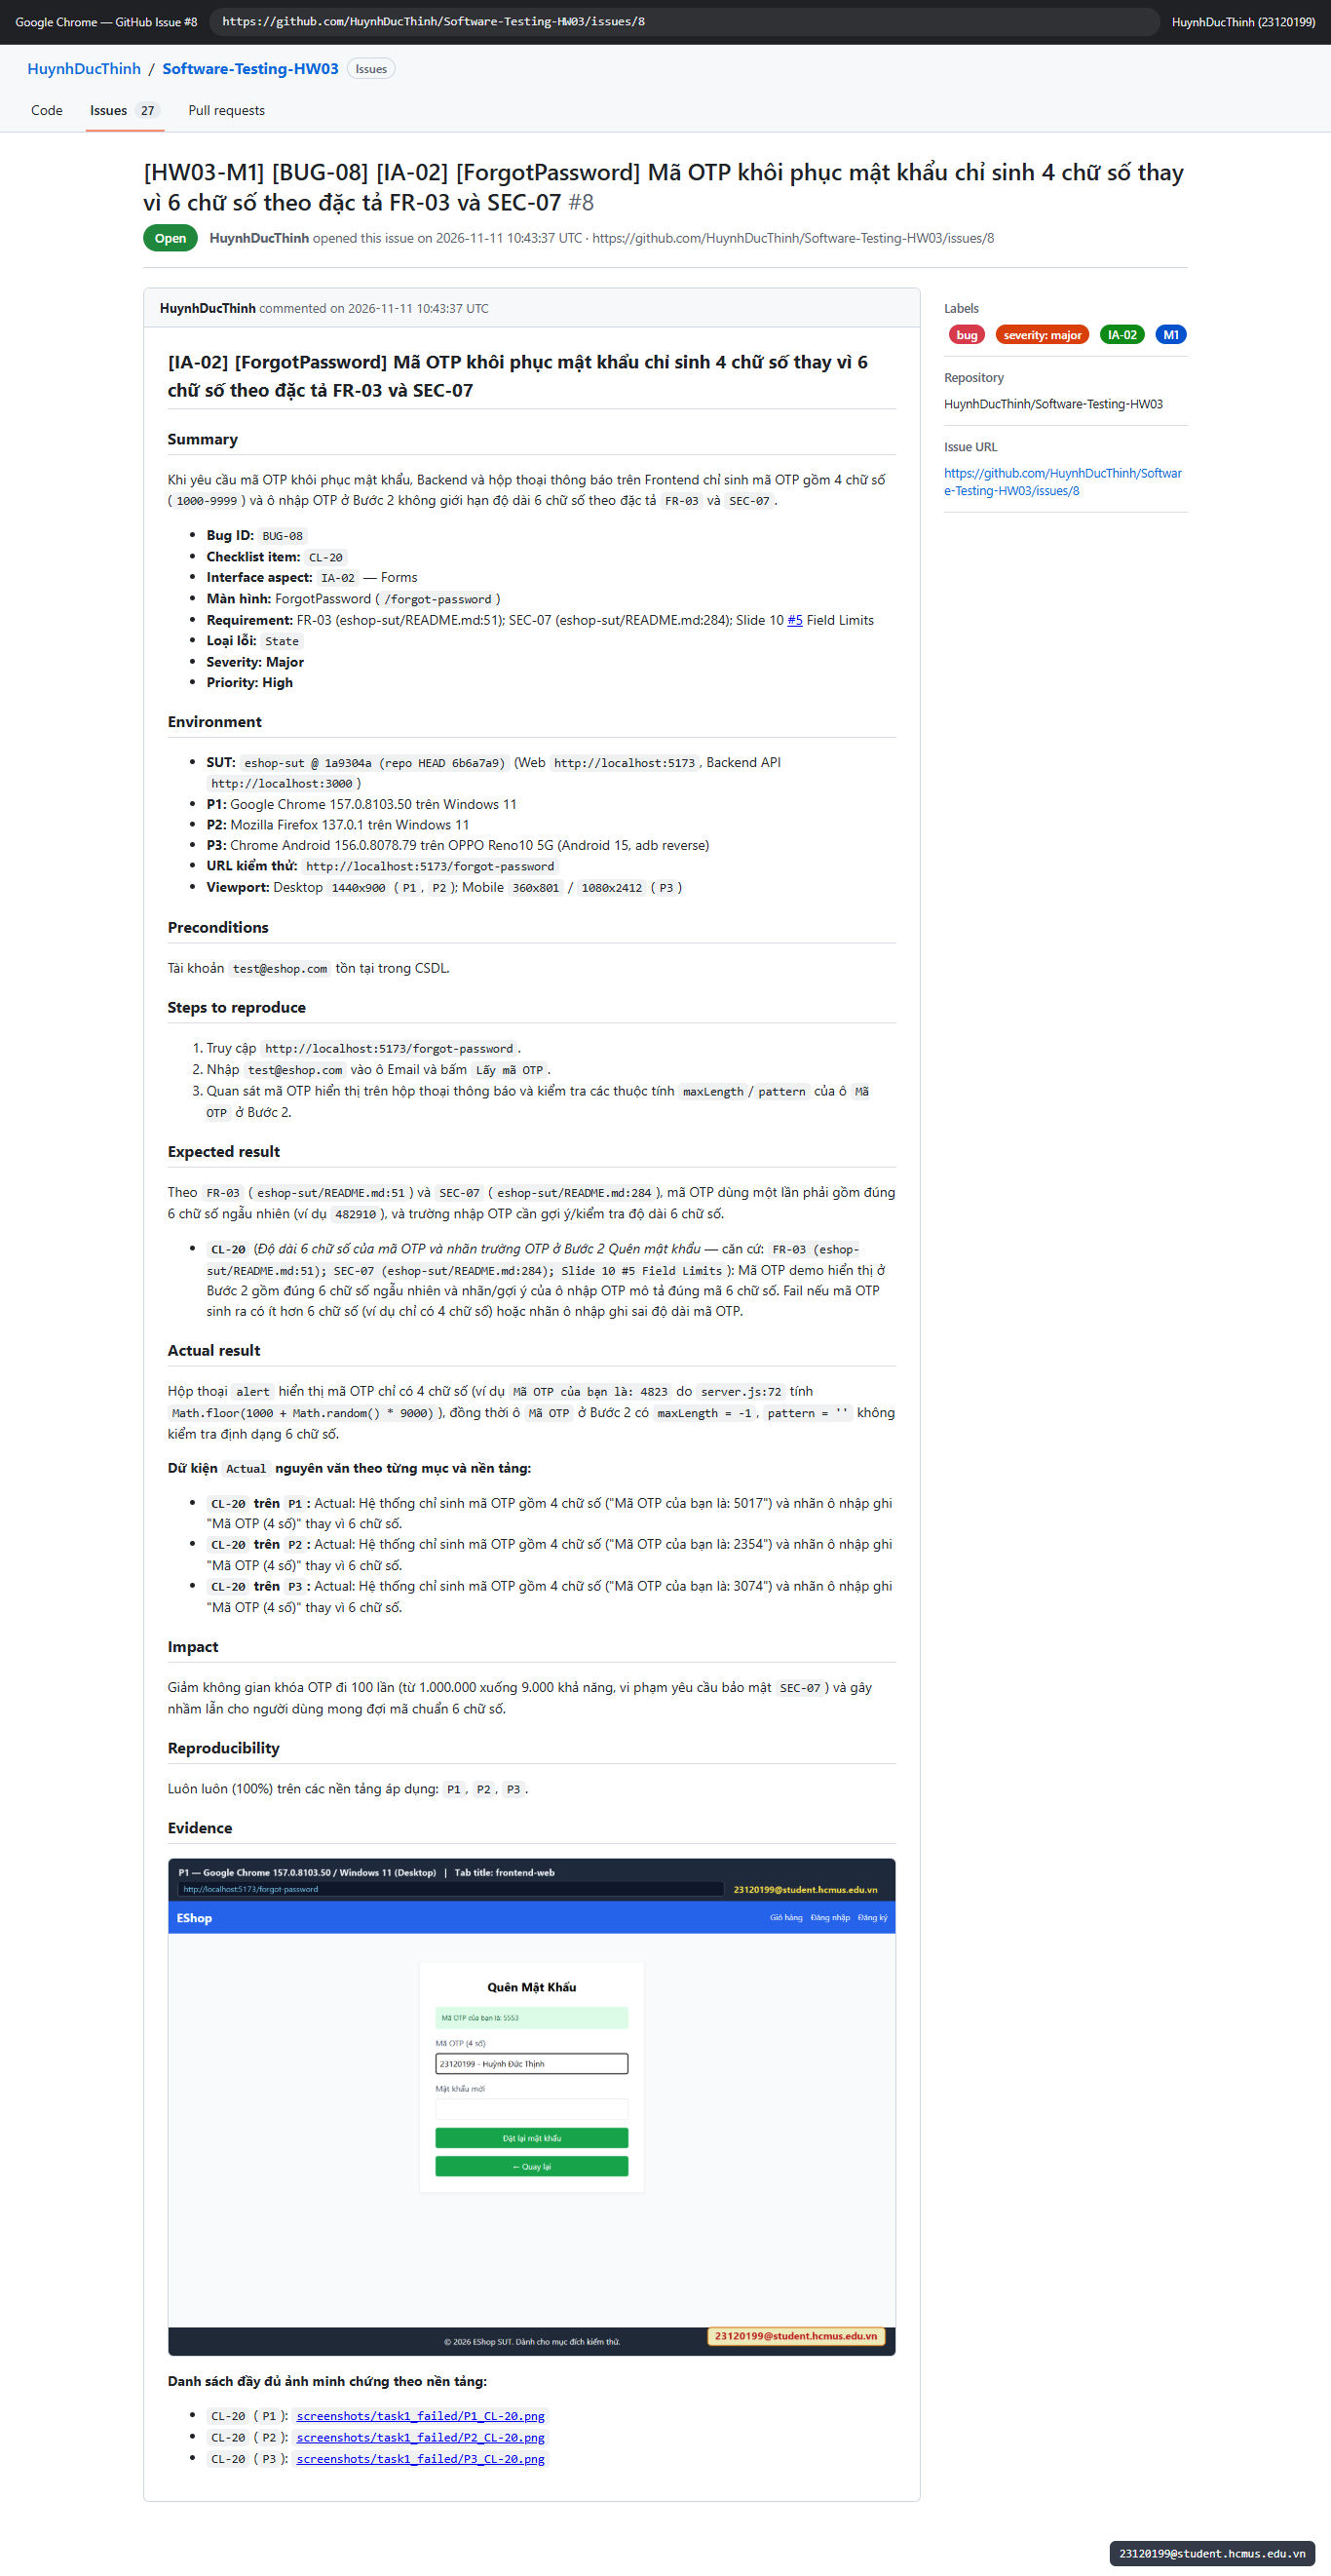 Google Chrome — GitHub Issue #8
https://github.com/HuynhDucThinh/Software-Testing-HW03/issues/8
HuynhDucThinh (23120199)
HuynhDucThinh / Software-Testing-HW03 Issues
Code Issues 27 Pull requests
[HW03-M1] [BUG-08] [IA-02] [ForgotPassword] Mã OTP khôi phục mật khẩu chỉ sinh 4 chữ số thay
vì 6 chữ số theo đặc tả FR-03 và SEC-07 #8
Open HuynhDucThinh opened this issue on 2026-11-11 10:43:37 UTC · https://github.com/HuynhDucThinh/Software-Testing-HW03/issues/8
HuynhDucThinh commented on 2026-11-11 10:43:37 UTC
[IA-02] [ForgotPassword] Mã OTP khôi phục mật khẩu chỉ sinh 4 chữ số thay vì 6
chữ số theo đặc tả FR-03 và SEC-07
Summary
Khi yêu cầu mã OTP khôi phục mật khẩu, Backend và hộp thoại thông báo trên Frontend chỉ sinh mã OTP gồm 4 chữ số
( 1000-9999 ) và ô nhập OTP ở Bước 2 không giới hạn độ dài 6 chữ số theo đặc tả FR-03 và SEC-07 .
Bug ID: BUG-08
Checklist item: CL-20
Interface aspect: IA-02 — Forms
Màn hình: ForgotPassword ( /forgot-password )
Requirement: FR-03 (eshop-sut/README.md:51); SEC-07 (eshop-sut/README.md:284); Slide 10 #5 Field Limits
Loại lỗi: State
Severity: Major
Priority: High
Environment
SUT: eshop-sut @ 1a9304a (repo HEAD 6b6a7a9) (Web http://localhost:5173 , Backend API
http://localhost:3000 )
P1: Google Chrome 157.0.8103.50 trên Windows 11
P2: Mozilla Firefox 137.0.1 trên Windows 11
P3: Chrome Android 156.0.8078.79 trên OPPO Reno10 5G (Android 15, adb reverse)
URL kiểm thử: http://localhost:5173/forgot-password
Viewport: Desktop 1440x900 ( P1 , P2 ); Mobile 360x801 / 1080x2412 ( P3 )
Preconditions
Tài khoản test@eshop.com tồn tại trong CSDL.
Steps to reproduce
1. Truy cập http://localhost:5173/forgot-password .
2. Nhập test@eshop.com vào ô Email và bấm Lấy mã OTP .
3. Quan sát mã OTP hiển thị trên hộp thoại thông báo và kiểm tra các thuộc tính maxLength / pattern của ô Mã
OTP ở Bước 2.
Expected result
Theo FR-03 ( eshop-sut/README.md:51 ) và SEC-07 ( eshop-sut/README.md:284 ), mã OTP dùng một lần phải gồm đúng
6 chữ số ngẫu nhiên (ví dụ 482910 ), và trường nhập OTP cần gợi ý/kiểm tra độ dài 6 chữ số.
CL-20 (Độ dài 6 chữ số của mã OTP và nhãn trường OTP ở Bước 2 Quên mật khẩu — căn cứ: FR-03 (eshop-
sut/README.md:51); SEC-07 (eshop-sut/README.md:284); Slide 10 #5 Field Limits ): Mã OTP demo hiển thị ở
Bước 2 gồm đúng 6 chữ số ngẫu nhiên và nhãn/gợi ý của ô nhập OTP mô tả đúng mã 6 chữ số. Fail nếu mã OTP
sinh ra có ít hơn 6 chữ số (ví dụ chỉ có 4 chữ số) hoặc nhãn ô nhập ghi sai độ dài mã OTP.
Actual result
Hộp thoại alert hiển thị mã OTP chỉ có 4 chữ số (ví dụ Mã OTP của bạn là: 4823 do server.js:72 tính
Math.floor(1000 + Math.random() * 9000) ), đồng thời ô Mã OTP ở Bước 2 có maxLength = -1 , pattern = '' không
kiểm tra định dạng 6 chữ số.
Dữ kiện Actual nguyên văn theo từng mục và nền tảng:
CL-20 trên P1 : Actual: Hệ thống chỉ sinh mã OTP gồm 4 chữ số ("Mã OTP của bạn là: 5017") và nhãn ô nhập ghi
"Mã OTP (4 số)" thay vì 6 chữ số.
CL-20 trên P2 : Actual: Hệ thống chỉ sinh mã OTP gồm 4 chữ số ("Mã OTP của bạn là: 2354") và nhãn ô nhập ghi
"Mã OTP (4 số)" thay vì 6 chữ số.
CL-20 trên P3 : Actual: Hệ thống chỉ sinh mã OTP gồm 4 chữ số ("Mã OTP của bạn là: 3074") và nhãn ô nhập ghi
"Mã OTP (4 số)" thay vì 6 chữ số.
Impact
Giảm không gian khóa OTP đi 100 lần (từ 1.000.000 xuống 9.000 khả năng, vi phạm yêu cầu bảo mật SEC-07 ) và gây
nhầm lẫn cho người dùng mong đợi mã chuẩn 6 chữ số.
Reproducibility
Luôn luôn (100%) trên các nền tảng áp dụng: P1 , P2 , P3 .
Evidence
P1 — Google Chrome 157.0.8103.50 / Windows 11 (Desktop) | Tab title: frontend-web
http://localhost:5173/forgot-password
23120199@student.hcmus.edu.vn
EShop
Giỏ hàng Đăng nhập Đăng ký
Quên Mật Khẩu
Mã OTP của bạn là: 5553
Mã OTP (4 số)
23120199 - Huỳnh Đức Thịnh
Mật khẩu mới
Đặt lại mật khẩu
← Quay lại
© 2026 EShop SUT. Dành cho mục đích kiểm thử.
23120199@student.hcmus.edu.vn
Danh sách đầy đủ ảnh minh chứng theo nền tảng:
CL-20 ( P1 ): screenshots/task1_failed/P1_CL-20.png
CL-20 ( P2 ): screenshots/task1_failed/P2_CL-20.png
CL-20 ( P3 ): screenshots/task1_failed/P3_CL-20.png
Labels
bug severity: major IA-02 M1
Repository
HuynhDucThinh/Software-Testing-HW03
Issue URL
https://github.com/HuynhDucThinh/Softwar
e-Testing-HW03/issues/8
23120199@student.hcmus.edu.vn